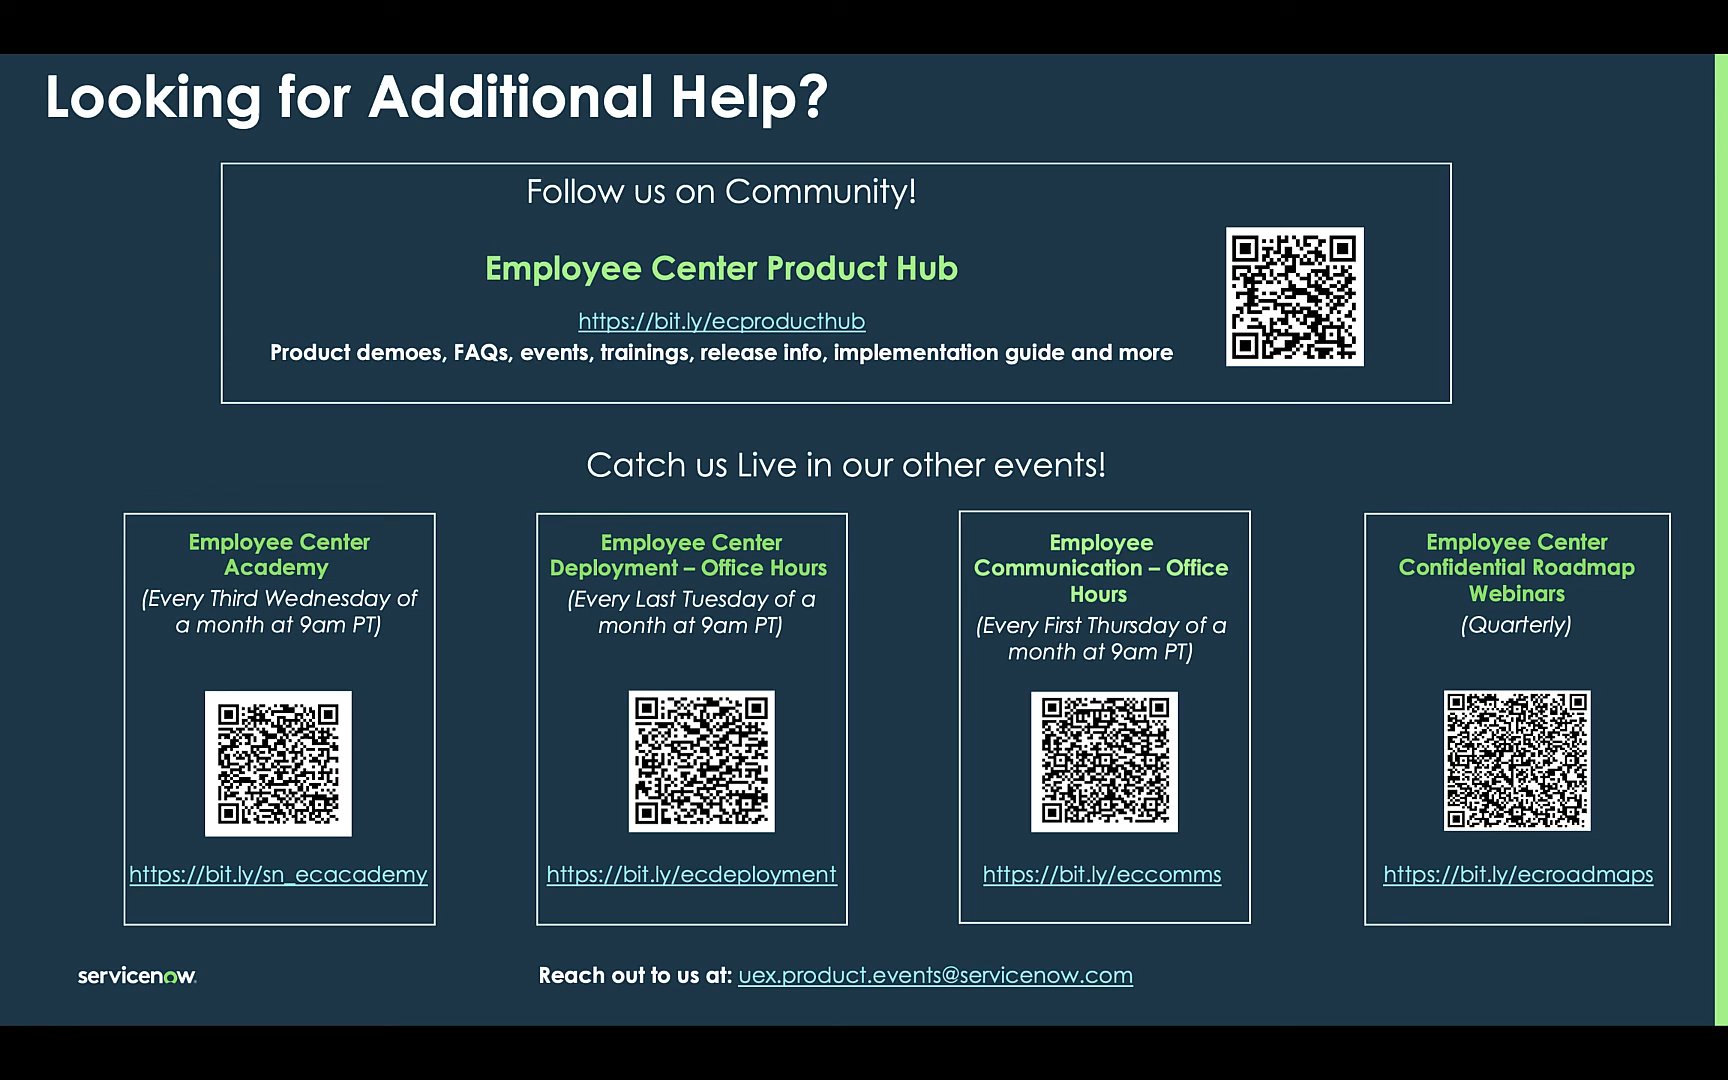 Looking for Additional Help?
Follow us on Community!
Employee Center Product Hub
https://bit.ly/ecproducthub
Product demoes, FAQs, events, trainings, release info, implementation guide and more
Catch us Live in our other events!
Employee Center
Academy
(Every Third Wednesday of
a month at 9am PT)
https://bit.ly/sn_ecacademy
Employee Center
Deployment – Office Hours
(Every Last Tuesday of a
month at 9am PT)
https://bit.ly/ecdeployment
Employee
Communication – Office
Hours
(Every First Thursday of a
month at 9am PT)
https://bit.ly/eccomms
Employee Center
Confidential Roadmap
Webinars
(Quarterly)
https://bit.ly/ecroadmaps
servicenow
Reach out to us at: uex.product.events@servicenow.com